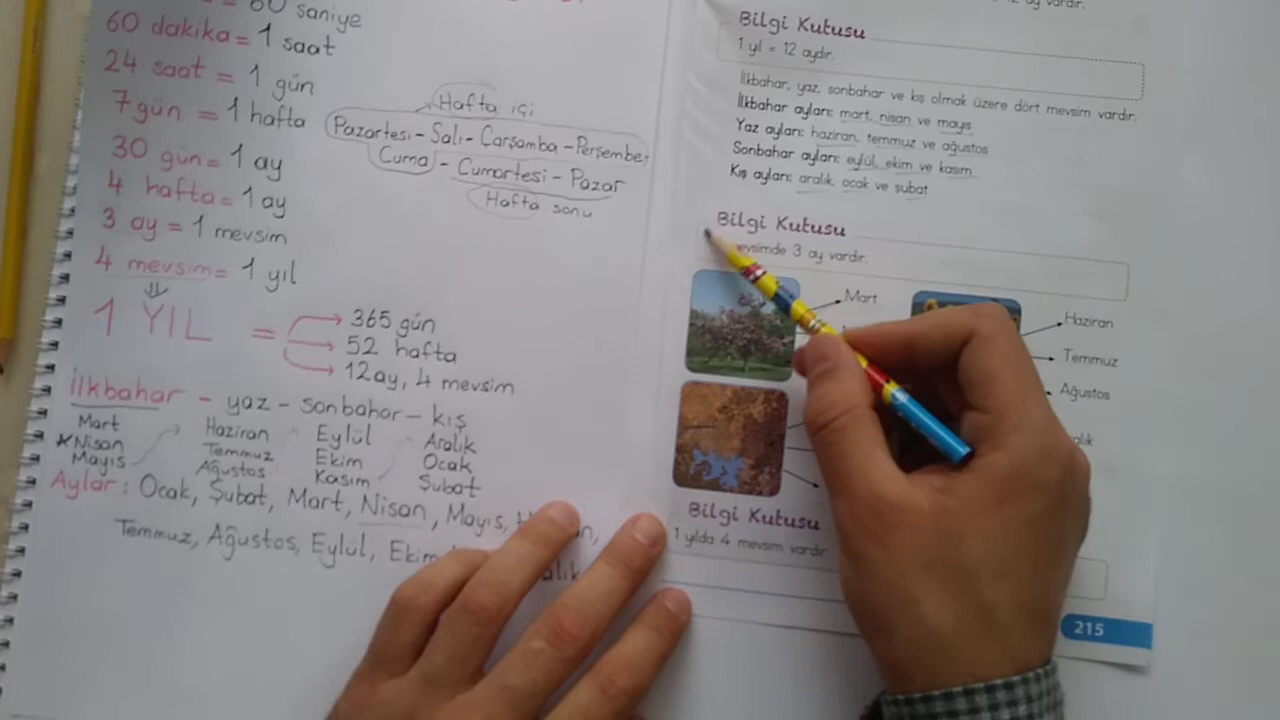 60 saniye
60 dakika = 1 saat
24 saat = 1 gün
7 gün = 1 hafta
30 gün = 1 ay
4 hafta = 1 ay
3 ay = 1 mevsim
4 mevsim = 1 yıl
1 YIL =
365 gün
52 hafta
12ay, 4 mevsim
Hafta içi
Pazartesi - Salı - Çarşamba - Perşembe
Cuma - Cumartesi - Pazar
Hafta sonu
İlkbahar - yaz - sonbahar - kış
Mart Haziran Eylül Aralık
Nisan Temmuz Ekim Ocak
Mayıs Ağustos Kasım Şubat
Aylar: Ocak, Şubat, Mart, Nisan, Mayıs,
Temmuz, Ağustos, Eylül, Ekim
ay vardır.
Bilgi Kutusu
1 yıl = 12 aydır.
İlkbahar, yaz, sonbahar ve kış olmak üzere dört mevsim vardır.
İlkbahar ayları: mart, nisan ve mayıs
Yaz ayları: haziran, temmuz ve ağustos
Sonbahar ayları: eylül, ekim ve kasım
Kış ayları: aralık, ocak ve şubat
Bilgi Kutusu
3 ay vardır.
Mart
Haziran
Temmuz
Ağustos
Bilgi Kutusu
1 yılda 4 mevsim vardır.
215